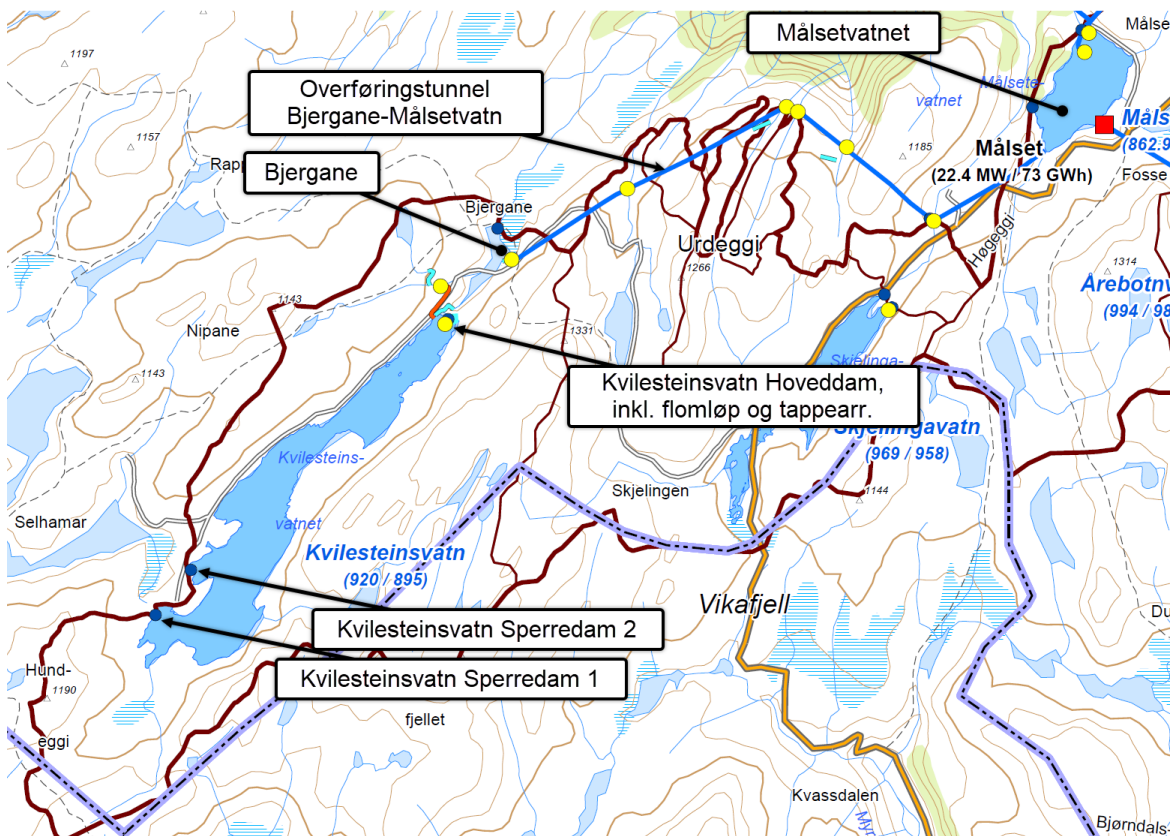 Målsetvatnet
Målse
1197
Overføringstunnel
Bjergane-Målsetvatn
Målsete-
vatnet
Måls
(862.9
1157
1185
Målset
(22.4 MW / 73 GWh)
Fosse
Rapp
Bjergane
Bjergane
Høgeggi
Urdeggi
1266
1314
Årebotnv
(994 / 98
1143
Nipane
1331
1143
Skjelinga-
Kvilesteinsvatn Hoveddam,
inkl. flomløp og tappearr.
Skjelingavatn
(969 / 958)
Kvilesteins-
vatnet
Skjelingen
1144
Selhamar
Kvilesteinsvatn
(920 / 895)
Vikafjell
Kvilesteinsvatn Sperredam 2
Kvilesteinsvatn Sperredam 1
Du
Hund-
1190
eggi
fjellet
Kvassdalen
Myr
Bjørndals-